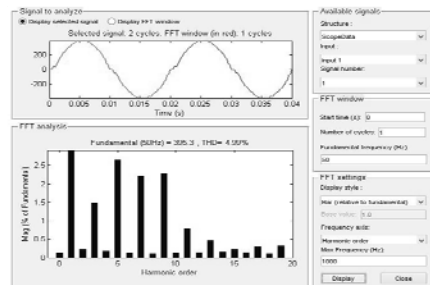 Signal to analyze
Display selected signal Display FFT window
Selected signal: 2 cycles. FFT window (in red): 1 cycles
200
0
-200
0 0.005 0.01 0.015 0.02 0.025 0.03 0.035 0.04
Time (s)
FFT analysis
Fundamental (50Hz) = 395.3 , THD= 4.99%
Mag (% of Fundamental)
2.5
2
1.5
1
0.5
0
0 5 10 15 20
Harmonic order
Available signals
Structure :
ScopeData
Input :
input 1
Signal number:
1
FFT window
Start time (s): 0
Number of cycles: 1
Fundamental frequency (Hz):
50
FFT settings
Display style :
Bar (relative to fundamental)
Base value: 1.0
Frequency axis:
Harmonic order
Max Frequency (Hz):
1000
Display Close